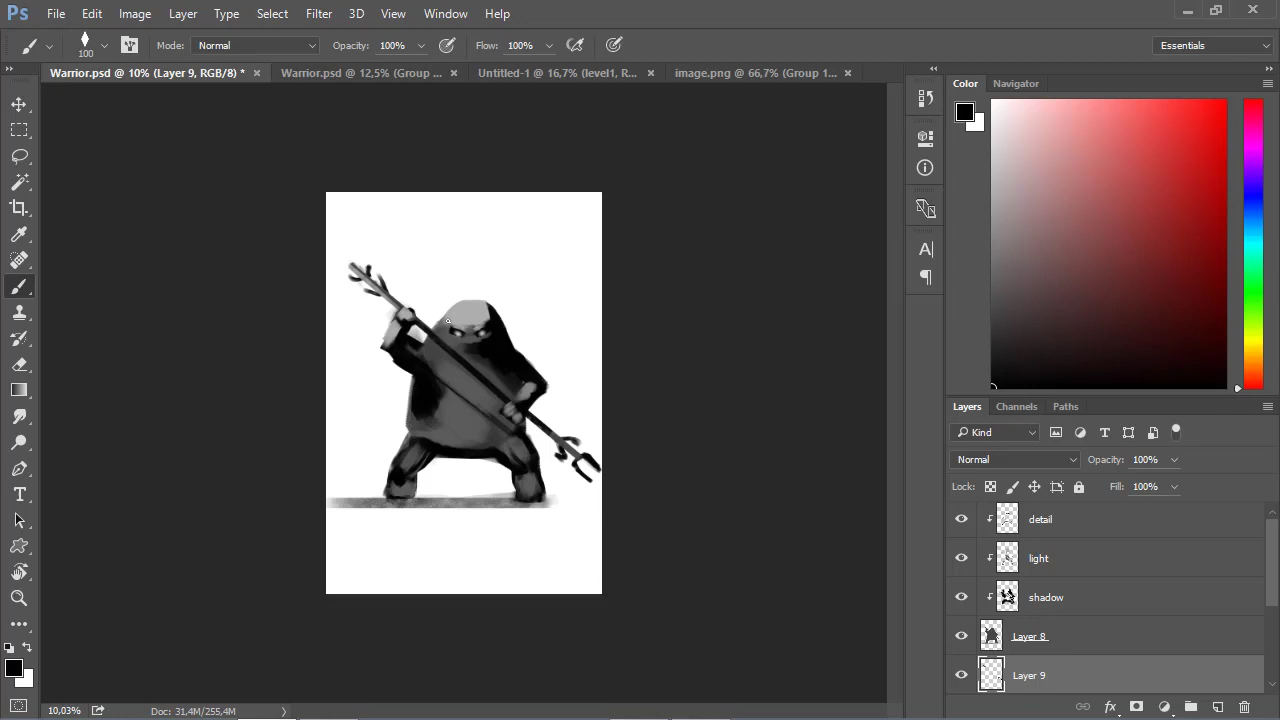 Ps File Edit Image Layer Type Select Filter 3D View Window Help
100 Mode: Normal Opacity: 100% Flow: 100% Essentials
Warrior.psd @ 10% (Layer 9, RGB/8) * Warrior.psd @ 12,5% (Group ... Untitled-1 @ 16,7% (level1, R... image.png @ 66,7% (Group 1...
Color Navigator
Layers Channels Paths
Kind
Normal Opacity: 100%
Lock: Fill: 100%
detail
light
shadow
Layer 8
Layer 9
10,03% Doc: 31,4M/255,4M